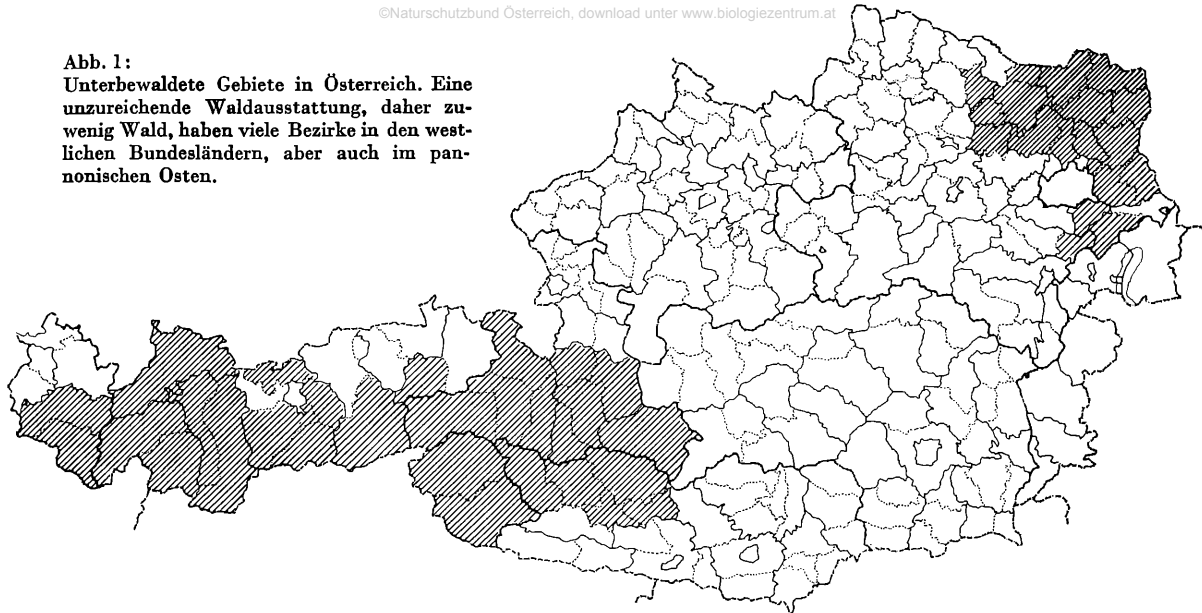 ©Naturschutzbund Österreich, download unter www.biologiezentrum.at
Abb. 1:
Unterbewaldete Gebiete in Österreich. Eine
unzureichende Waldausstattung, daher zu-
wenig Wald, haben viele Bezirke in den west-
lichen Bundesländern, aber auch im pan-
nonischen Osten.